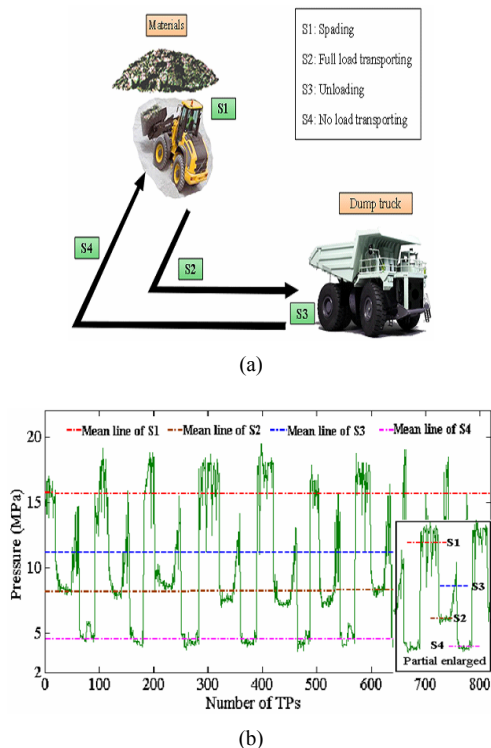 Materials
S1: Spading
S2: Full load transporting
S3: Unloading
S4: No load transporting
S1
Dump truck
S4
S2
S3
(a)
Mean line of S1 Mean line of S2 Mean line of S3 Mean line of S4
Pressure (MPa)
20
15
10
5
2
S1
S3
S2
S4
Partial enlarged
0 100 200 300 400 500 600 700 800
Number of TPs
(b)